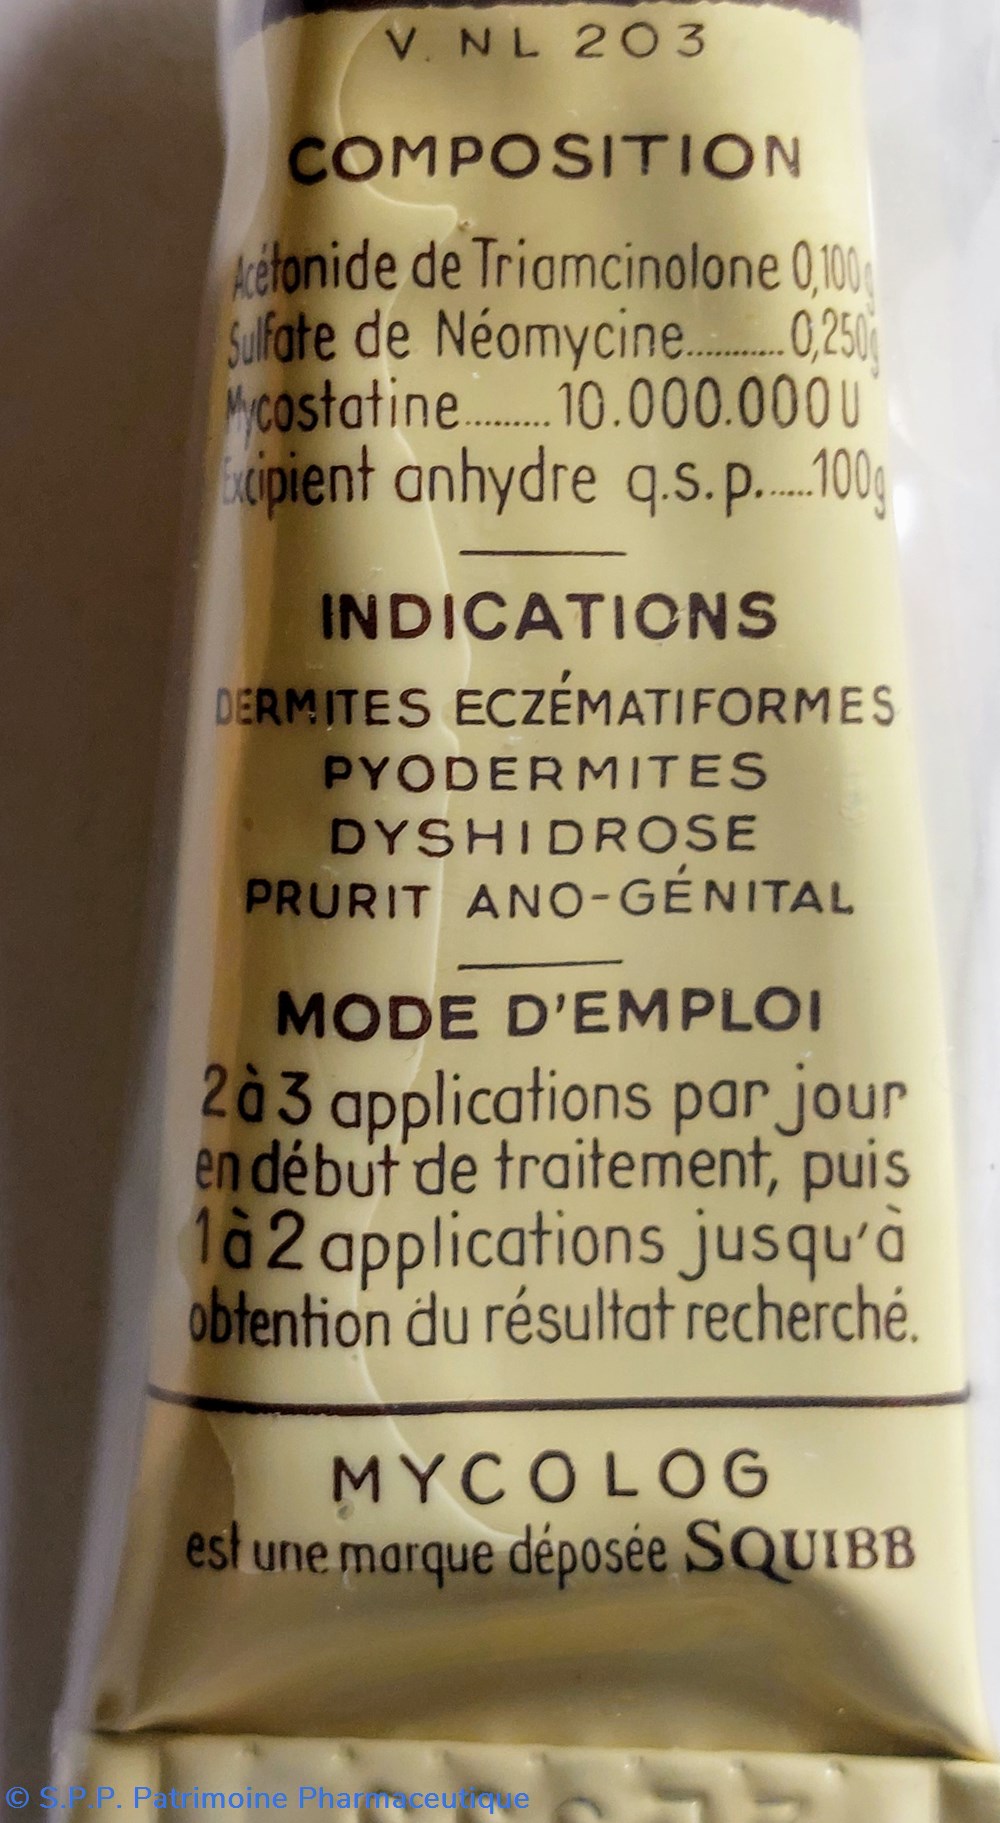 V. NL 203
COMPOSITION
Acétonide de Triamcinolone 0,100g
Sulfate de Néomycine............0,250g
Mycostatine.........10.000.000 U
Excipient anhydre q.s.p.......100g
INDICATIONS
DERMITES ECZÉMATIFORMES
PYODERMITES
DYSHIDROSE
PRURIT ANO-GÉNITAL
MODE D'EMPLOI
2 à 3 applications par jour
en début de traitement, puis
1 à 2 applications jusqu'à
obtention du résultat recherché.
MYCOLOG
est une marque déposée SQUIBB
© S.P.P. Patrimoine Pharmaceutique